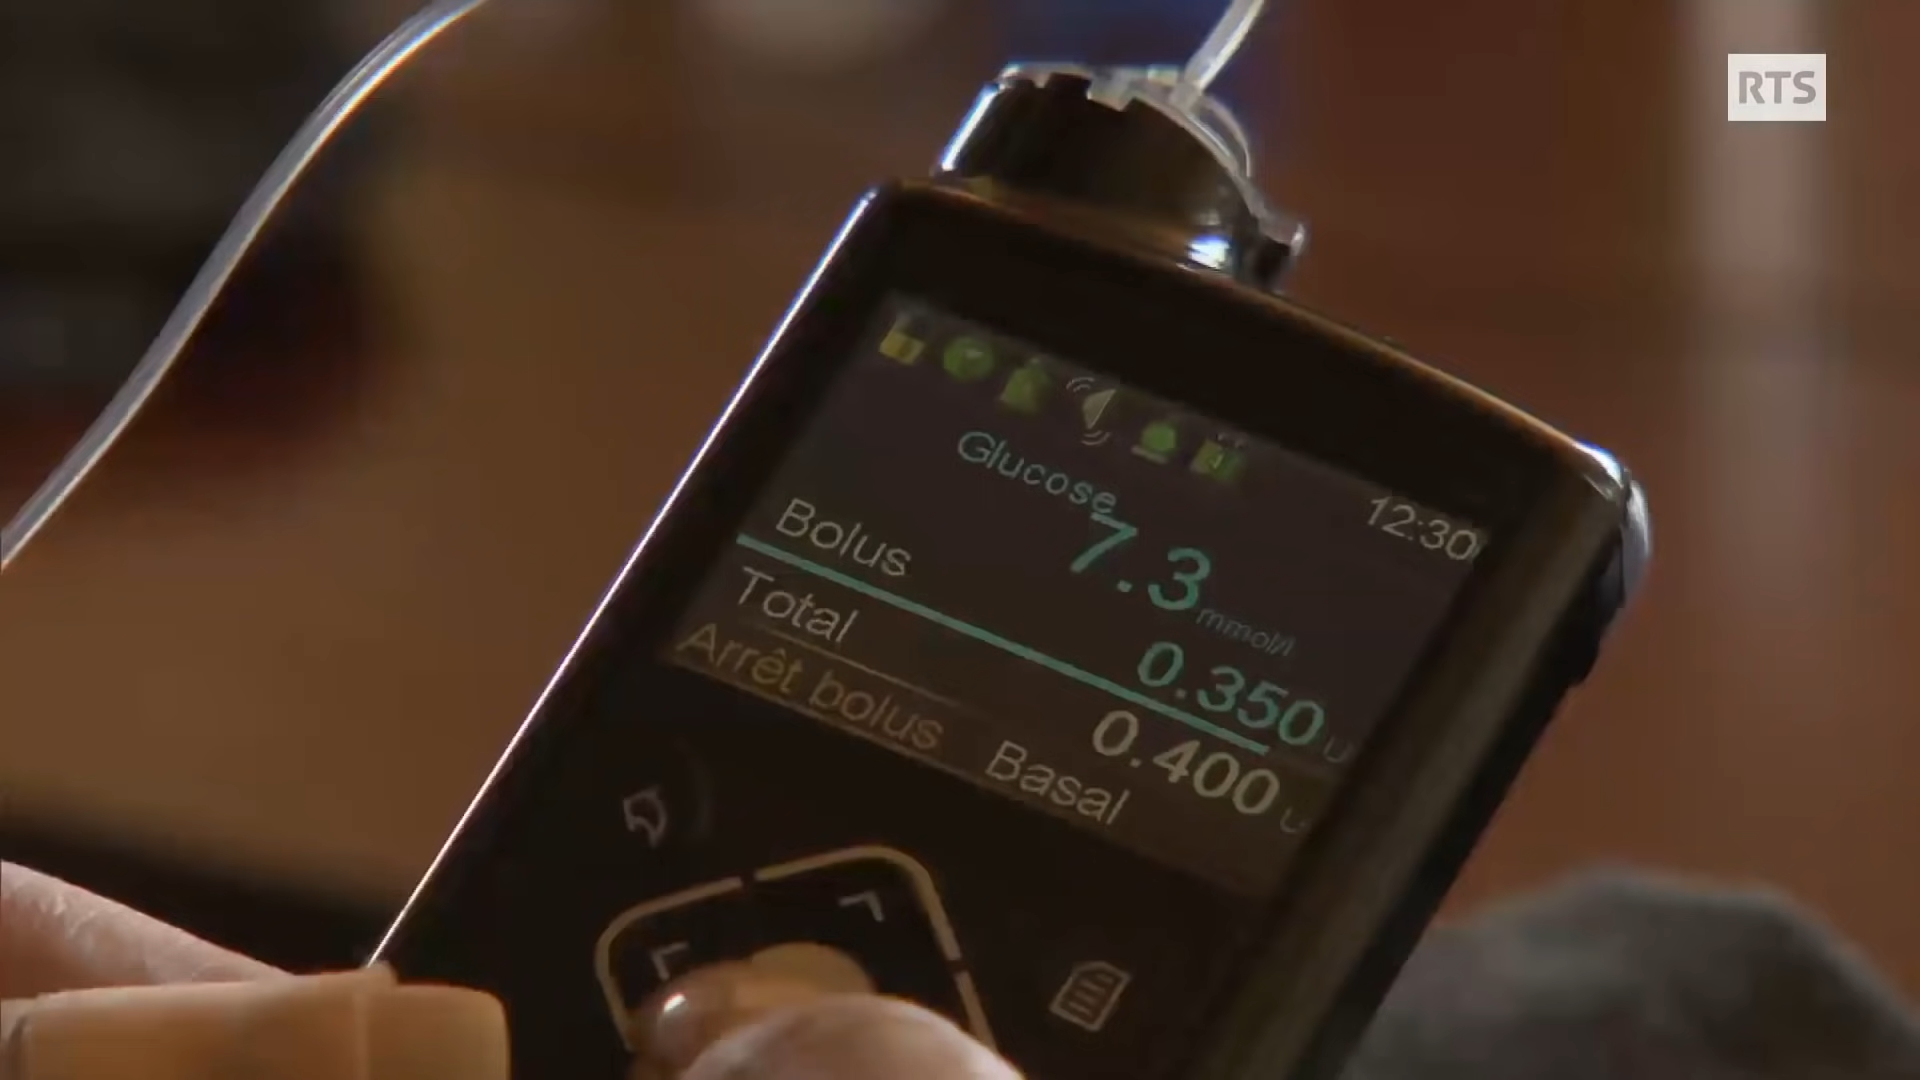 RTS
12:30
Glucose
7.3 mmol/l
Bolus 0.350 U
Total 0.400 U
Arrêt bolus Basal